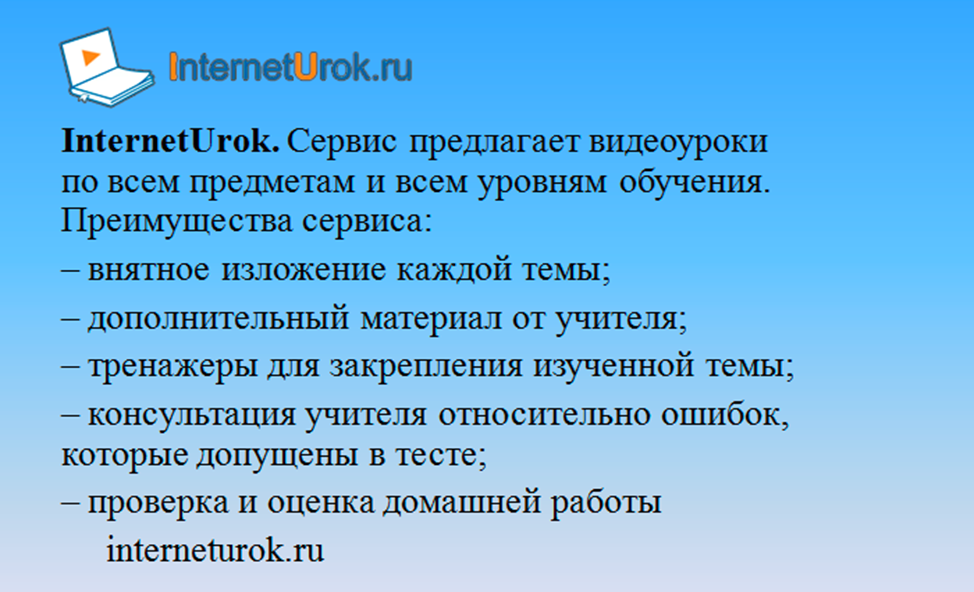 InternetUrok.ru
InternetUrok. Сервис предлагает видеоуроки
по всем предметам и всем уровням обучения.
Преимущества сервиса:
– внятное изложение каждой темы;
– дополнительный материал от учителя;
– тренажеры для закрепления изученной темы;
– консультация учителя относительно ошибок,
которые допущены в тесте;
– проверка и оценка домашней работы
interneturok.ru